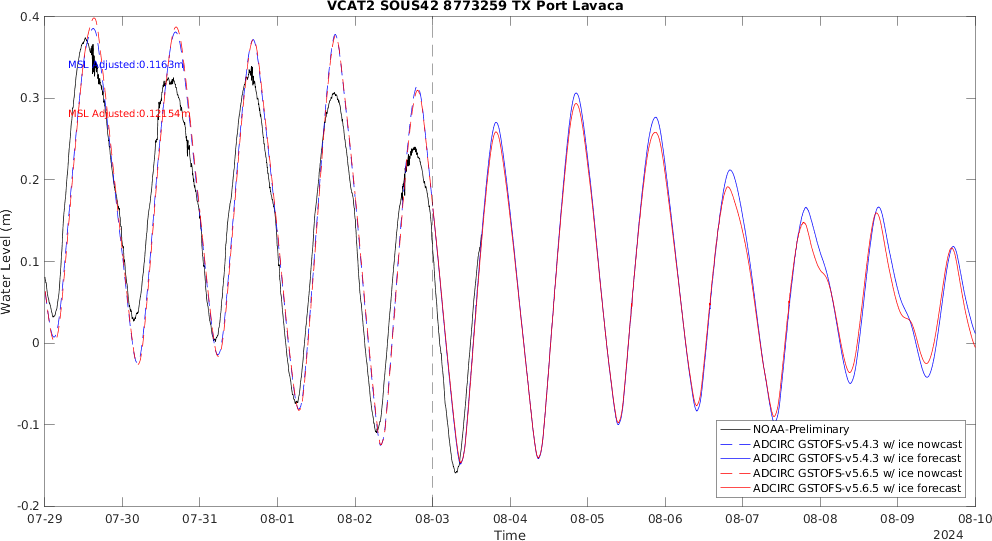 VCAT2 SOUS42 8773259 TX Port Lavaca
0.4
MSL Adjusted:0.1163m
0.3
MSL Adjusted:0.12154m
0.2
Water Level (m)
0.1
0
-0.1
NOAA-Preliminary
ADCIRC GSTOFS-v5.4.3 w/ ice nowcast
ADCIRC GSTOFS-v5.4.3 w/ ice forecast
ADCIRC GSTOFS-v5.6.5 w/ ice nowcast
ADCIRC GSTOFS-v5.6.5 w/ ice forecast
-0.2
07-29 07-30 07-31 08-01 08-02 08-03 08-04 08-05 08-06 08-07 08-08 08-09 08-10
Time
2024